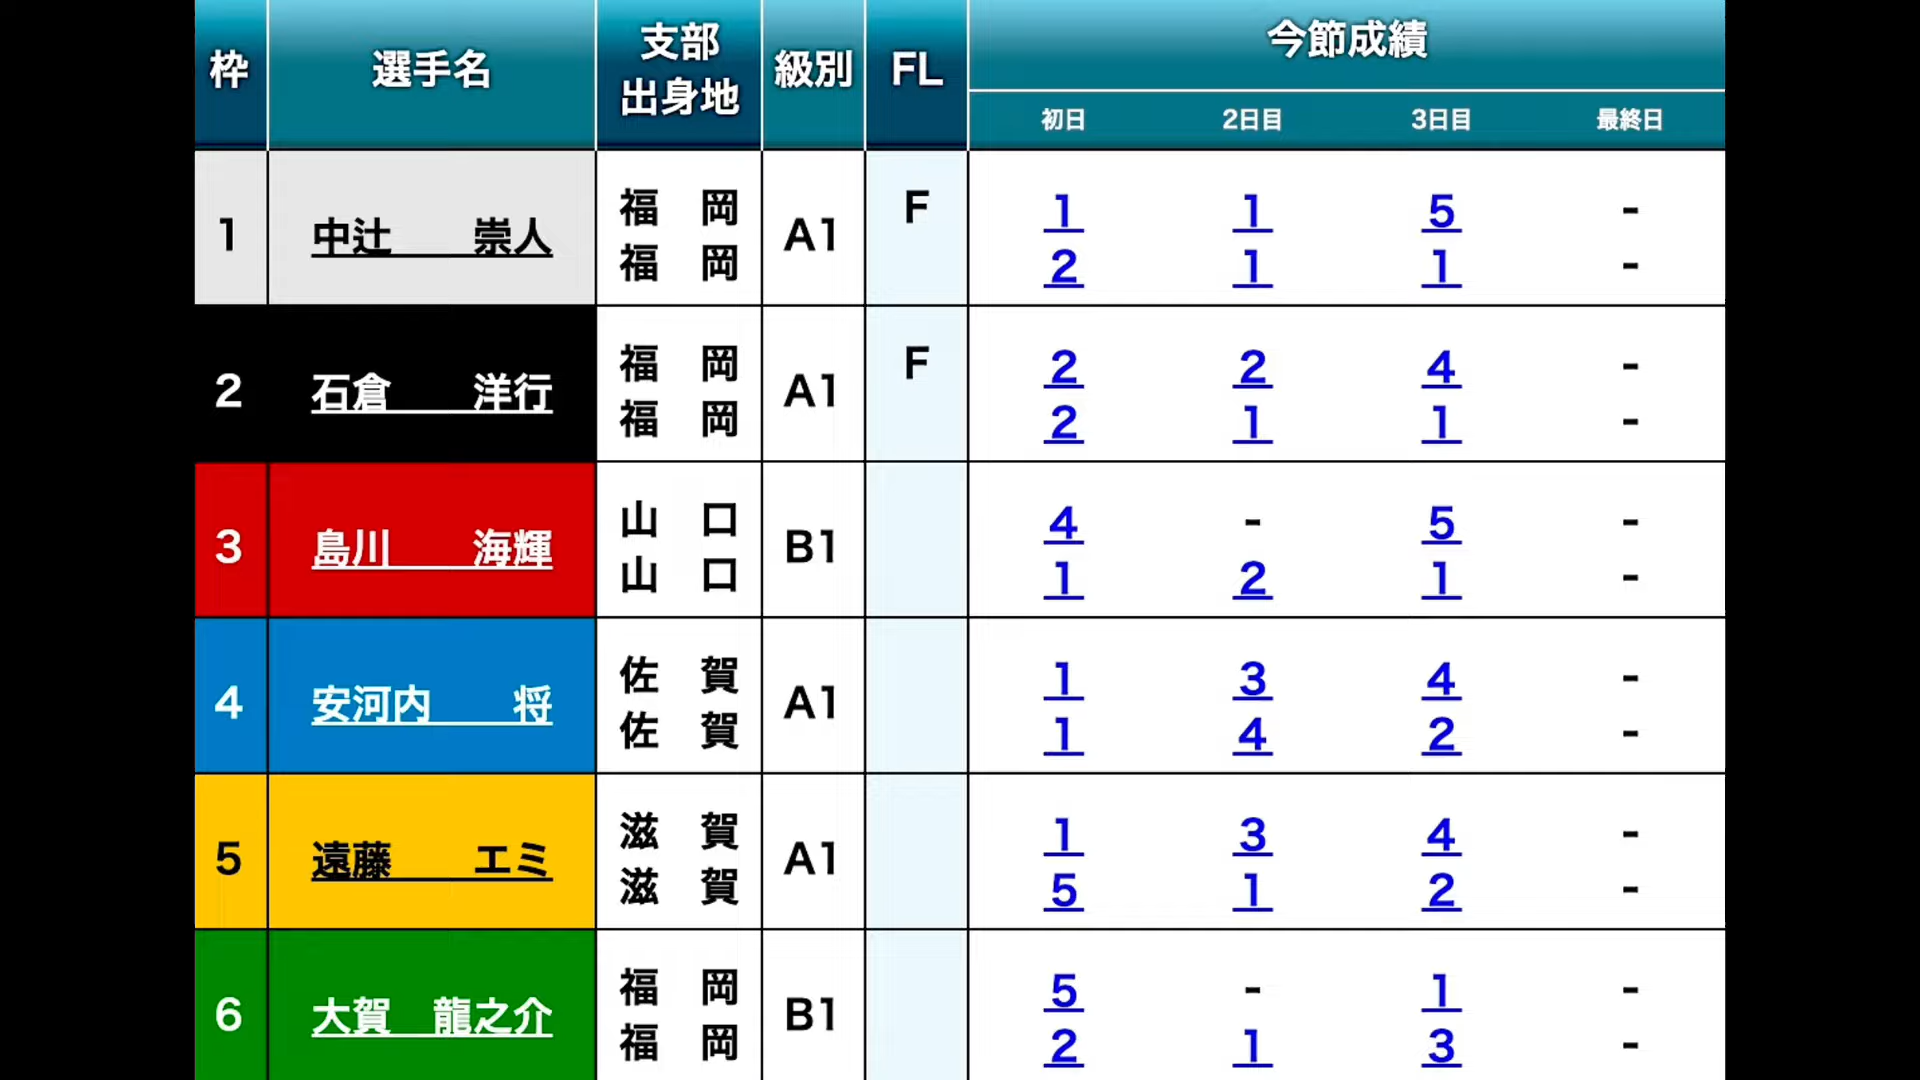 枠 選手名 支部 出身地 級別 FL 今節成績
初日 2日目 3日目 最終日
1 中辻 崇人 福岡 A1 F 1 1 5 -
福岡 2 1 1 -
2 石倉 洋行 福岡 A1 F 2 2 4 -
福岡 2 1 1 -
3 島川 海輝 山口 B1 4 - 5 -
山口 1 2 1 -
4 安河内 将 佐賀 A1 1 3 4 -
佐賀 1 4 2 -
5 遠藤 エミ 滋賀 A1 1 3 4 -
滋賀 5 1 2 -
6 大賀 龍之介 福岡 B1 5 - 1 -
福岡 2 1 3 -